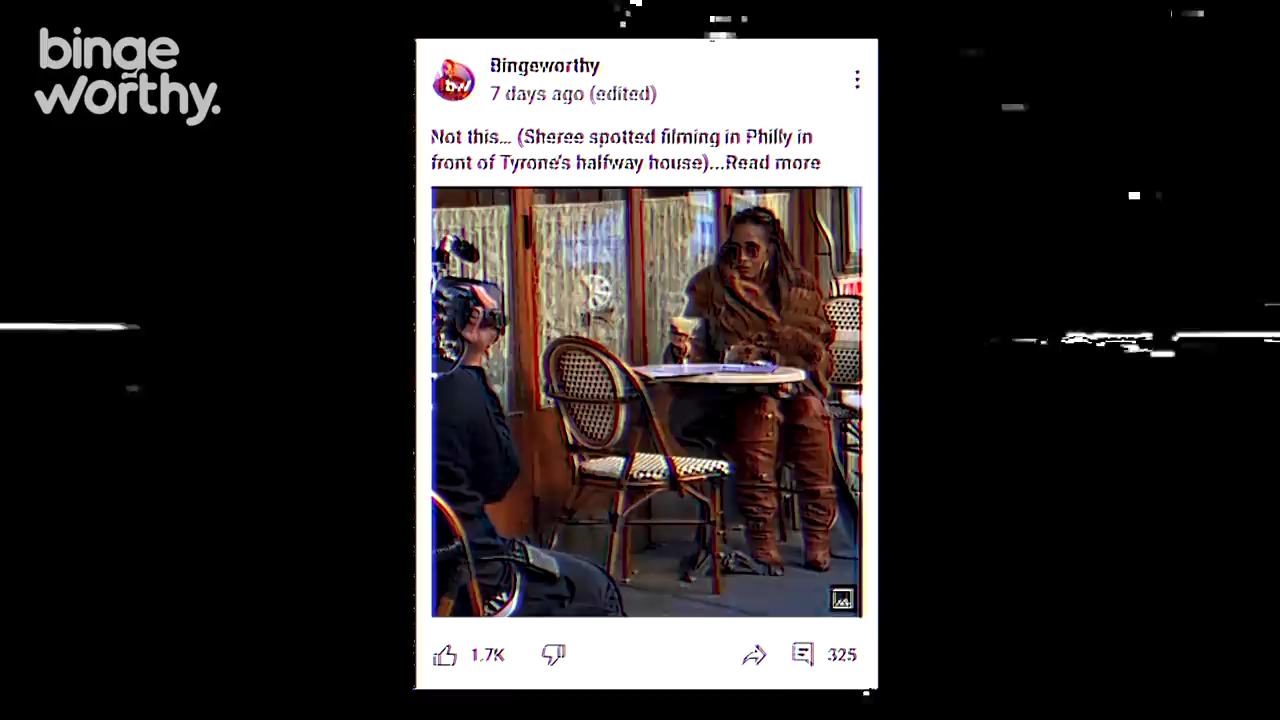 binge
worthy.
Bingeworthy
bw
7 days ago (edited)
Not this... (Sheree spotted filming in Philly in
front of Tyrone's halfway house)...Read more
1.7K
325